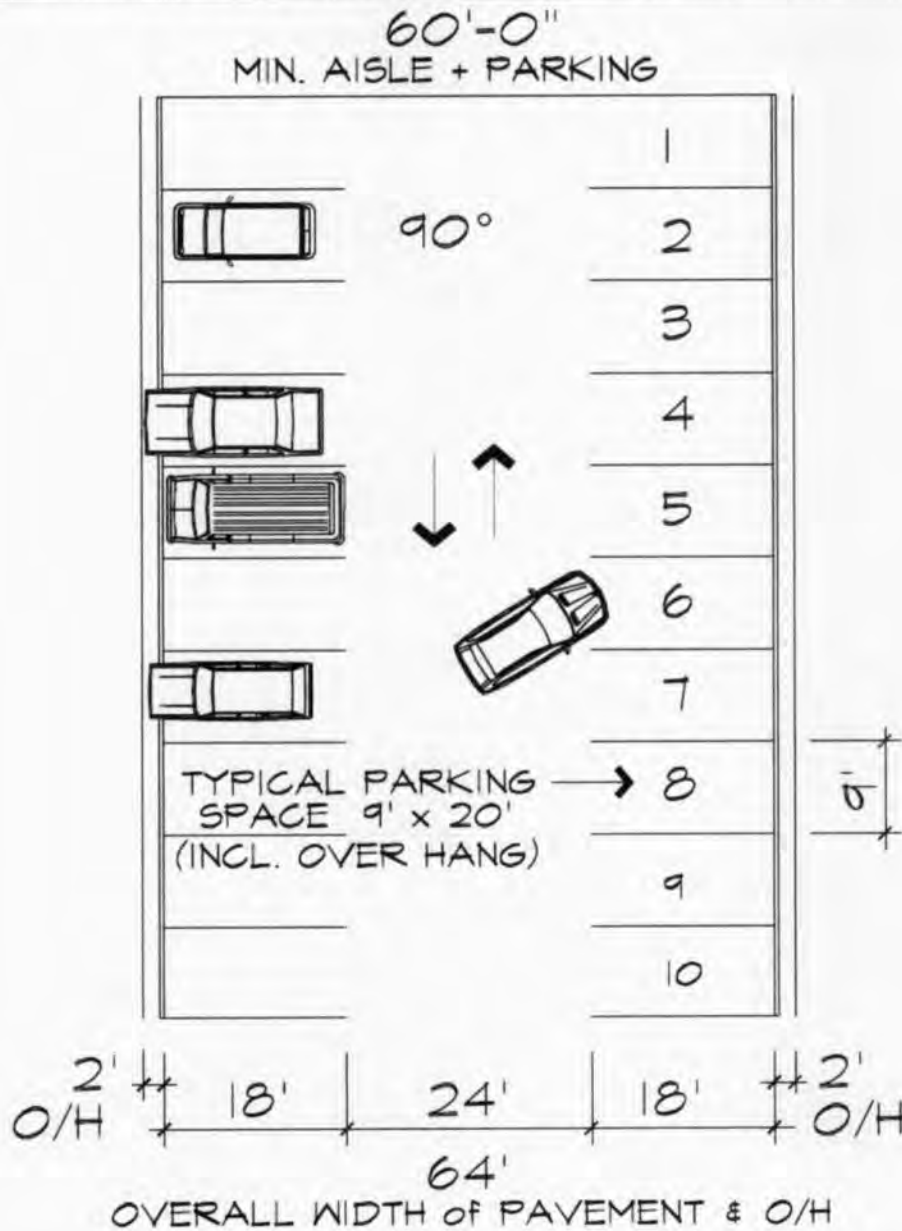 60'-0"
MIN. AISLE + PARKING
1
90°
2
3
4
5
6
7
TYPICAL PARKING
SPACE 9' x 20'
(INCL. OVER HANG)
8
9'
9
10
2'
O/H
18'
24'
18'
2'
O/H
64'
OVERALL WIDTH of PAVEMENT & O/H